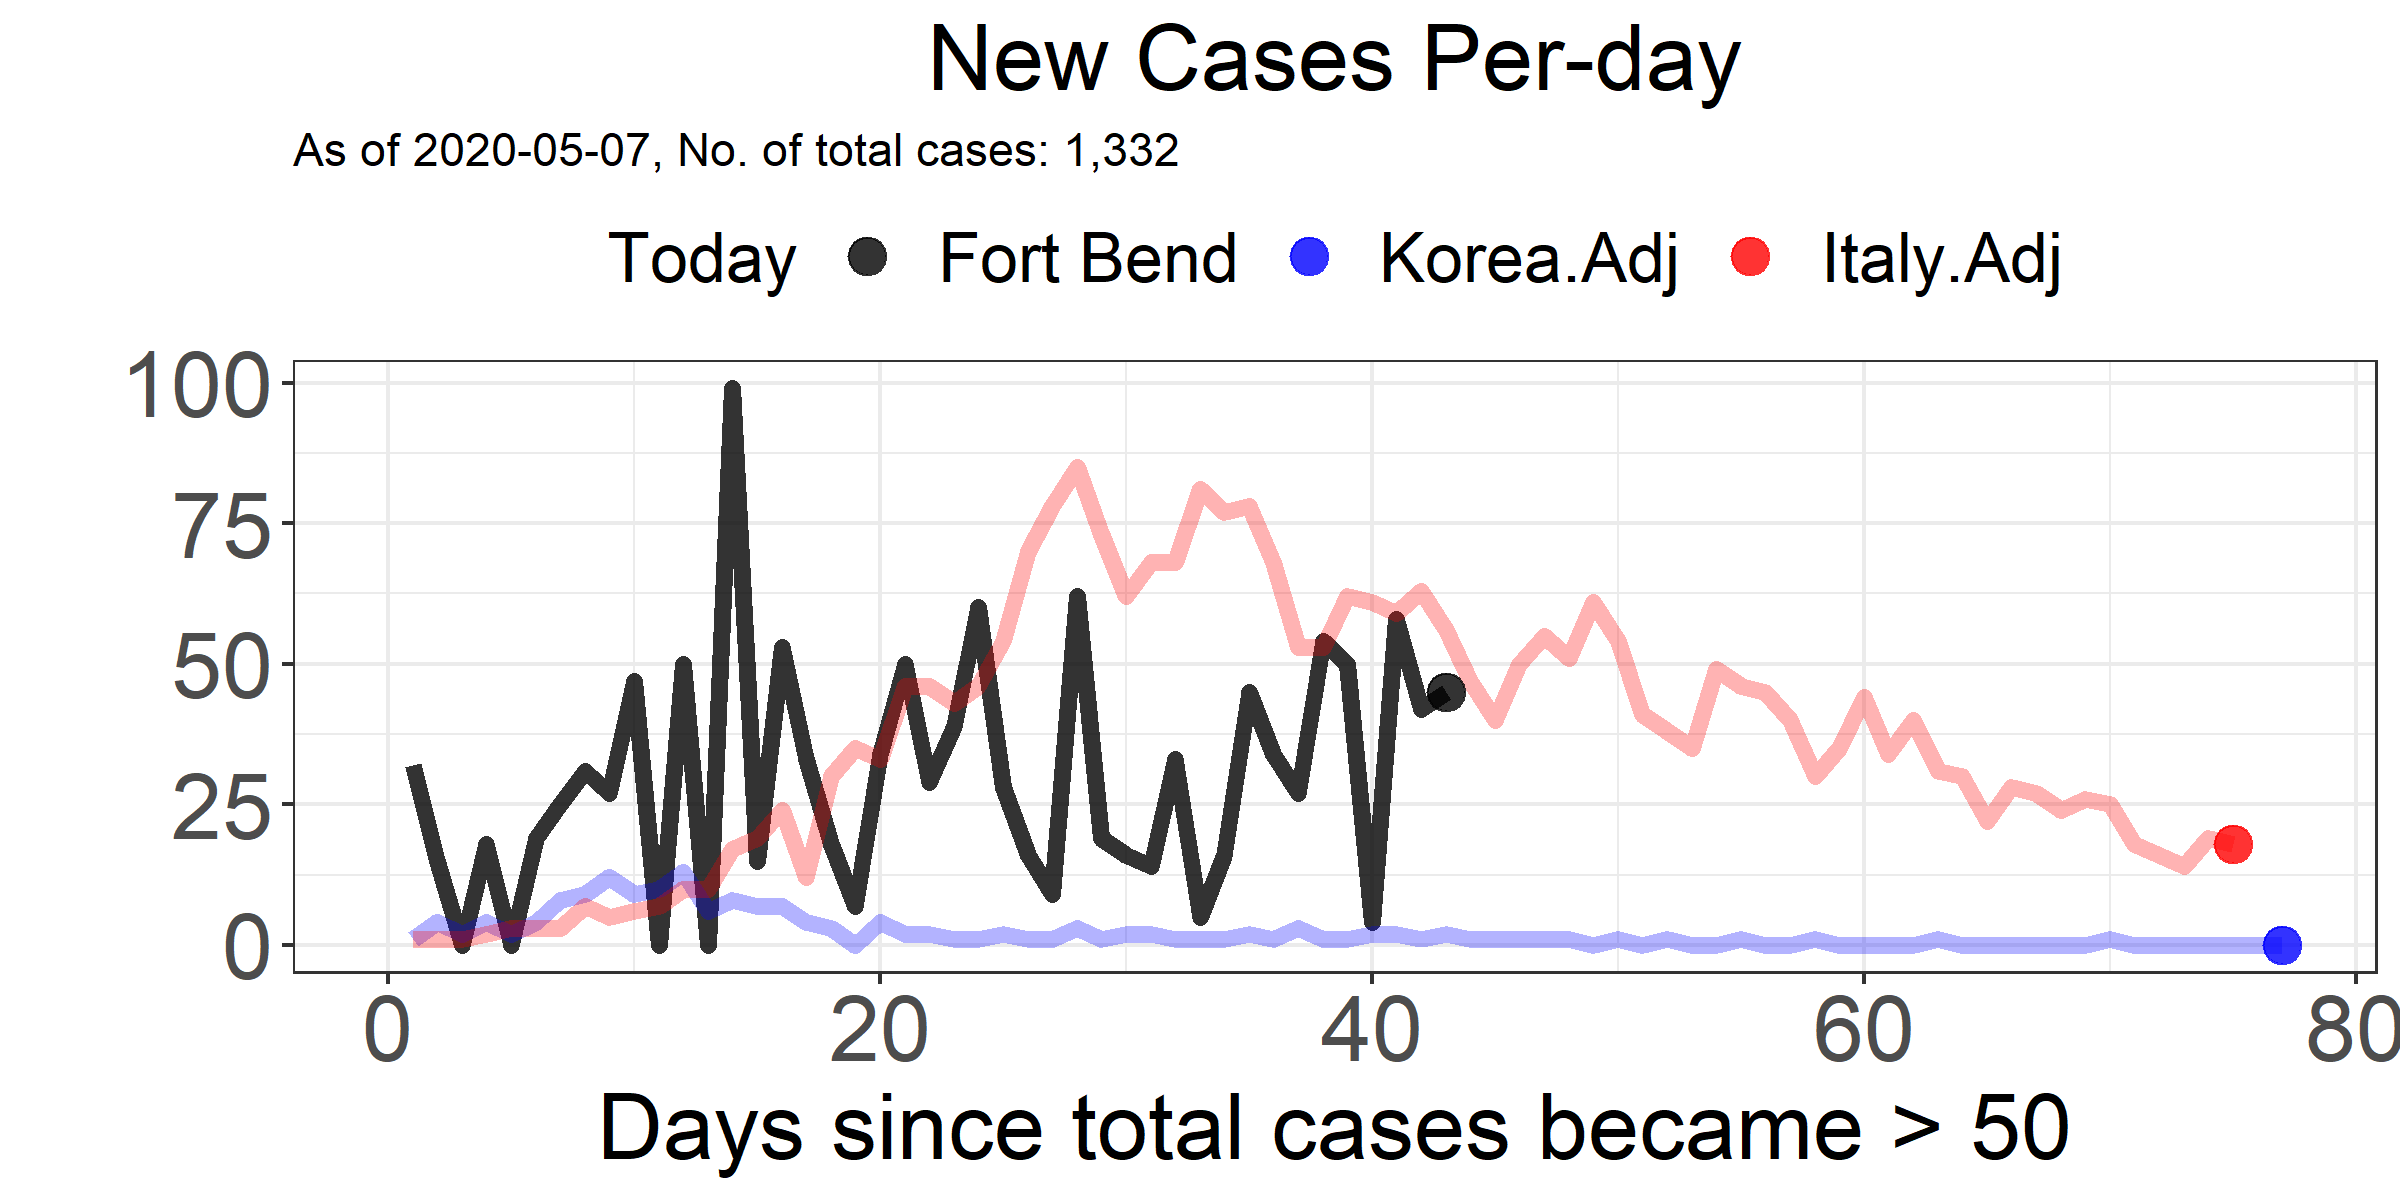 New Cases Per-day
As of 2020-05-07, No. of total cases: 1,332
Today Fort Bend Korea.Adj Italy.Adj
100
75
50
25
0
0 20 40 60 80
Days since total cases became > 50